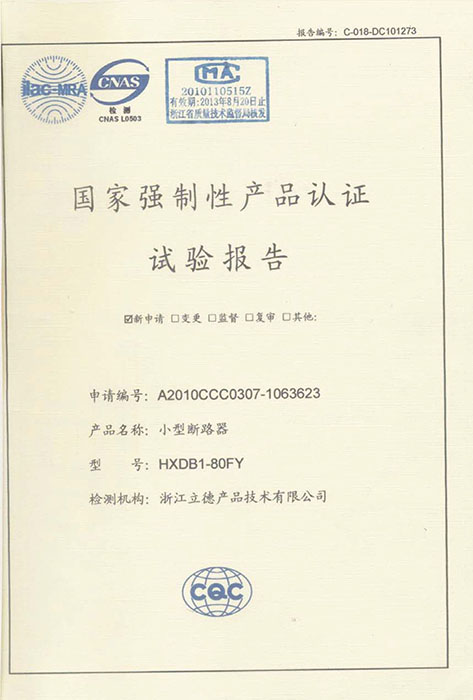 报告编号：C-018-DC101273
ilac-MRA
CNAS
检 测
CNAS L0503
CMA
2010110515Z
有效期：2013年8月20日止
浙江省质量技术监督局核发
国家强制性产品认证
试验报告
☑新申请 □变更 □监督 □复审 □其他：
申请编号：A2010CCC0307-1063623
产品名称：小型断路器
型 号：HXDB1-80FY
检测机构：浙江立德产品技术有限公司
CQC